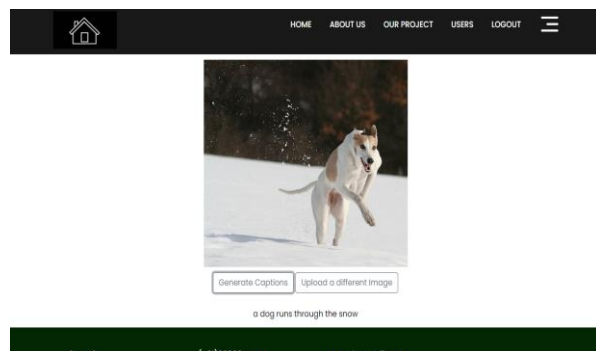 HOME ABOUT US OUR PROJECT USERS LOGOUT
Generate Captions Upload a different Image
a dog runs through the snow